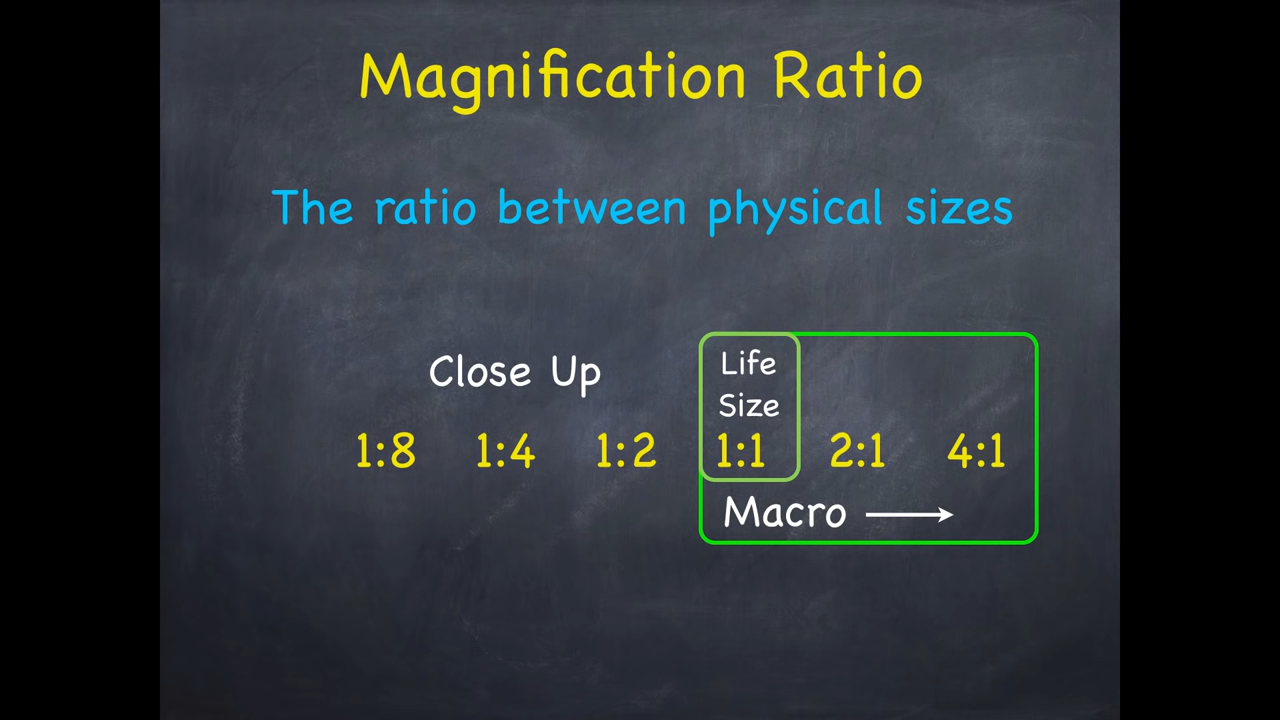 Magnification Ratio
The ratio between physical sizes
Close Up
Life
Size
1:8 1:4 1:2 1:1 2:1 4:1
Macro